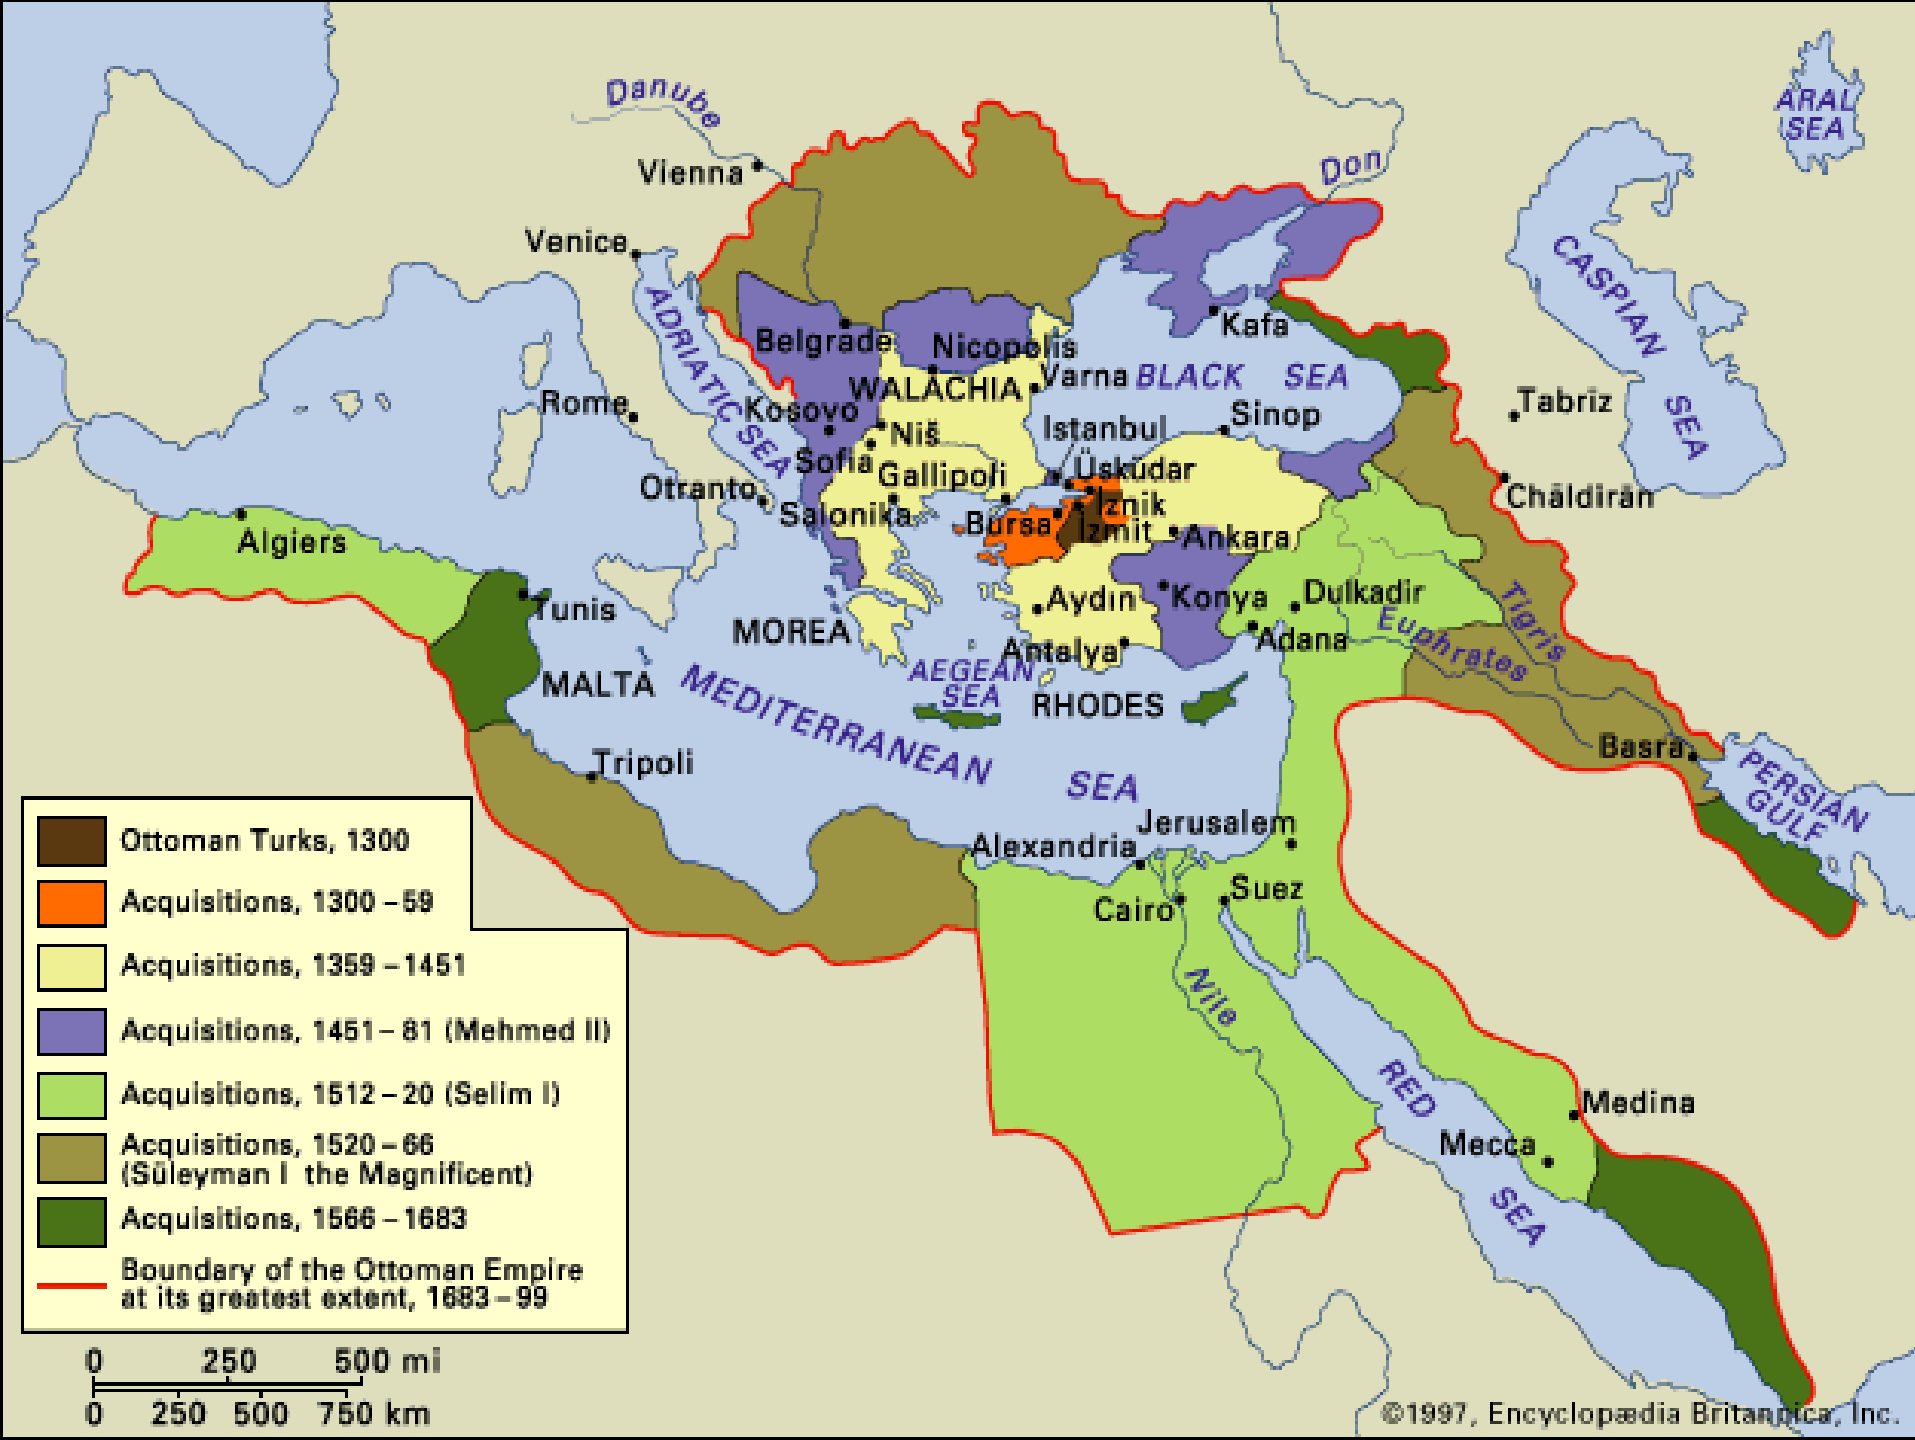 Danube
ARAL
SEA
Vienna
Don
Venice
CASPIAN
SEA
ADRIATIC SEA
Belgrade
Nicopolis
Kafa
WALACHIA
Varna
BLACK SEA
Rome
Kosovo
Niš
Istanbul
Sinop
Tabriz
Sofia
Gallipoli
Üsküdar
Otranto
Salonika
Bursa
İznik
İzmit
Ankara
Chāldirān
Algiers
Tunis
MOREA
Aydın
Konya
Dulkadir
Tigris
Euphrates
Antalya
Adana
AEGEAN
SEA
MALTA
MEDITERRANEAN SEA
RHODES
Tripoli
Basra
PERSIAN
GULF
Jerusalem
Alexandria
Cairo
Suez
Nile
RED
SEA
Medina
Mecca
Ottoman Turks, 1300
Acquisitions, 1300–59
Acquisitions, 1359–1451
Acquisitions, 1451–81 (Mehmed II)
Acquisitions, 1512–20 (Selim I)
Acquisitions, 1520–66
(Süleyman I the Magnificent)
Acquisitions, 1566–1683
Boundary of the Ottoman Empire
at its greatest extent, 1683–99
0 250 500 mi
0 250 500 750 km
©1997, Encyclopædia Britannica, Inc.